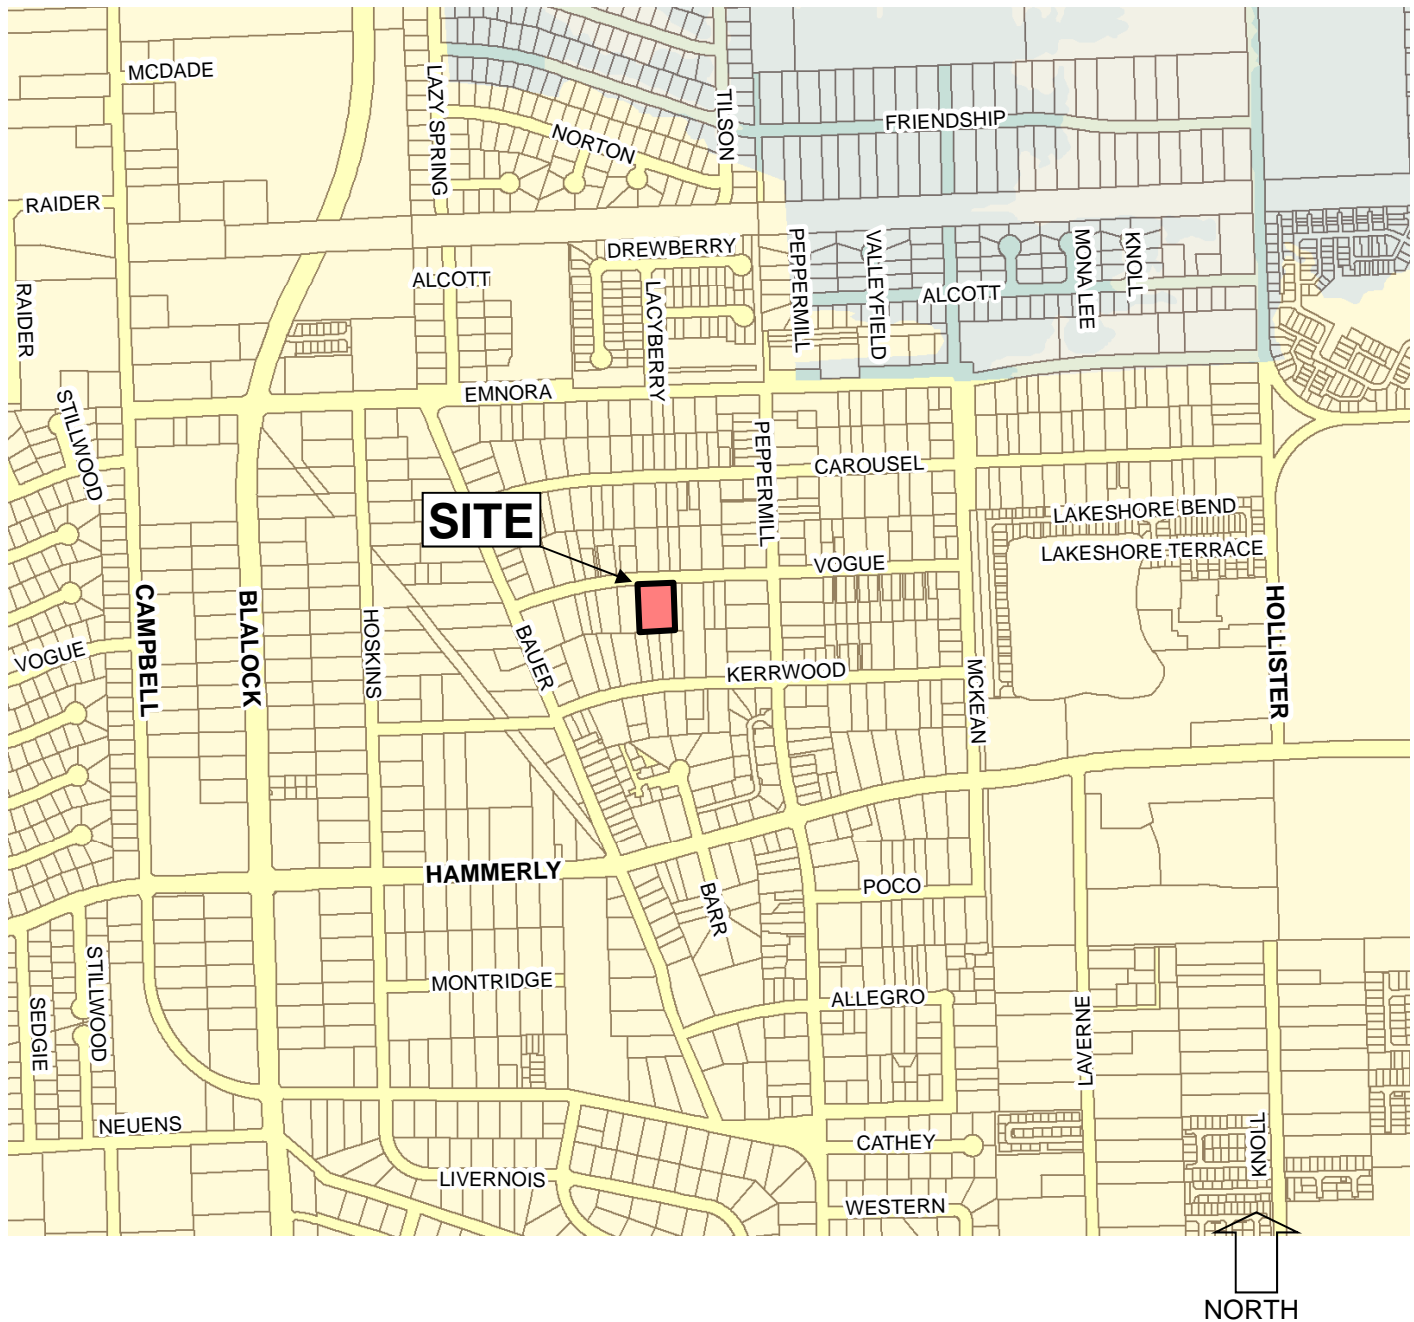 MCDADE
LAZY SPRING
TILSON
NORTON
FRIENDSHIP
RAIDER
RAIDER
ALCOTT
DREWBERRY
LACYBERRY
PEPPERMILL
VALLEYFIELD
ALCOTT
MONA LEE
KNOLL
EMNORA
STILLWOOD
PEPPERMILL
CAROUSEL
SITE
LAKESHORE BEND
LAKESHORE TERRACE
VOGUE
CAMPBELL
BLALOCK
HOSKINS
BAUER
HOLLISTER
VOGUE
KERRWOOD
MCKEAN
HAMMERLY
BARR
POCO
STILLWOOD
SEDGIE
MONTRIDGE
ALLEGRO
LAVERNE
NEUENS
CATHEY
KNOLL
LIVERNOIS
WESTERN
NORTH